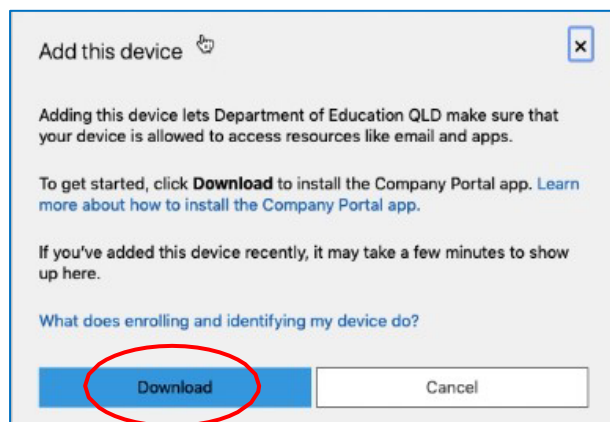 Add this device
Adding this device lets Department of Education QLD make sure that
your device is allowed to access resources like email and apps.
To get started, click Download to install the Company Portal app. Learn
more about how to install the Company Portal app.
If you've added this device recently, it may take a few minutes to show
up here.
What does enrolling and identifying my device do?
Download
Cancel